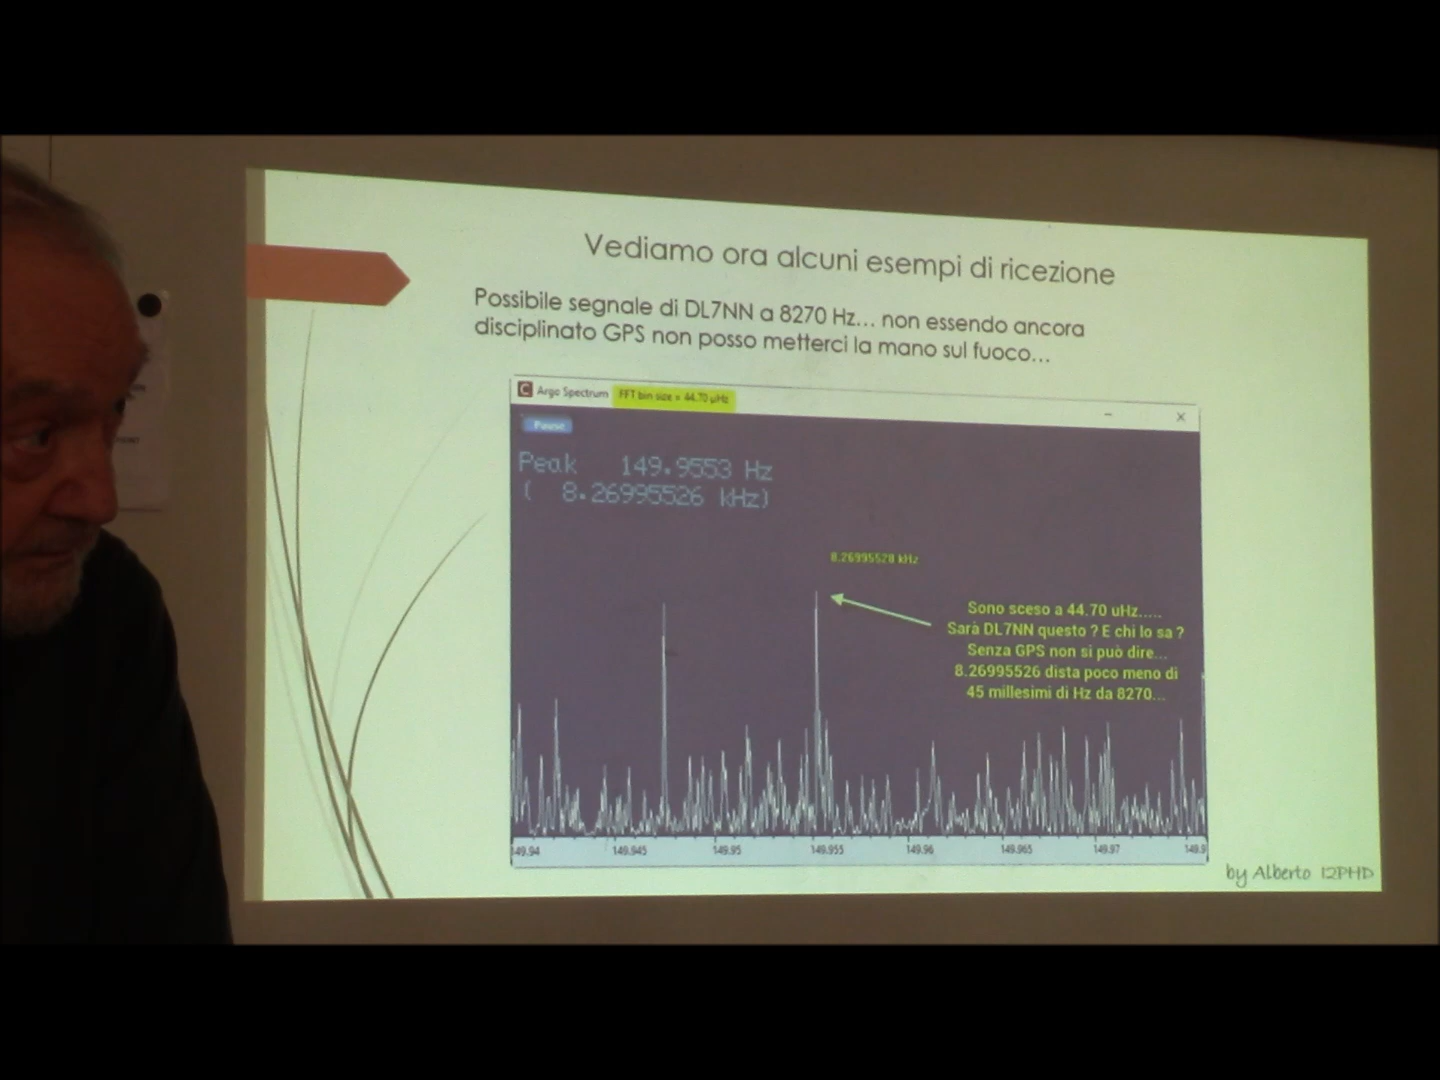 Vediamo ora alcuni esempi di ricezione
Possibile segnale di DL7NN a 8270 Hz... non essendo ancora
disciplinato GPS non posso metterci la mano sul fuoco...
Argo Spectrum FFT bin size = 44.70 µHz
Pause
Peak 149.9553 Hz
( 8.26995526 kHz)
8.26995528 kHz
Sono sceso a 44.70 uHz.....
Sarà DL7NN questo ? E chi lo sa ?
Senza GPS non si può dire...
8.26995526 dista poco meno di
45 millesimi di Hz da 8270...
149.94 149.945 149.95 149.955 149.96 149.965 149.97 149.9
by Alberto I2PHD